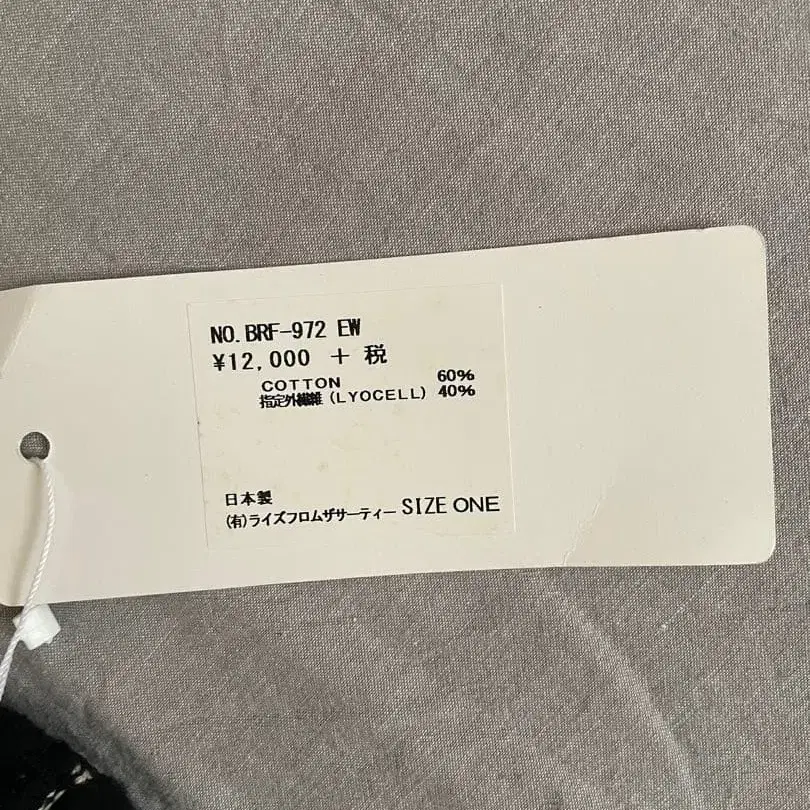 NO.BRF-972 EW
¥12,000 + 税
COTTON 60%
指定外繊維(LYOCELL) 40%
日本製
(有)ライズフロムザサーティー SIZE ONE